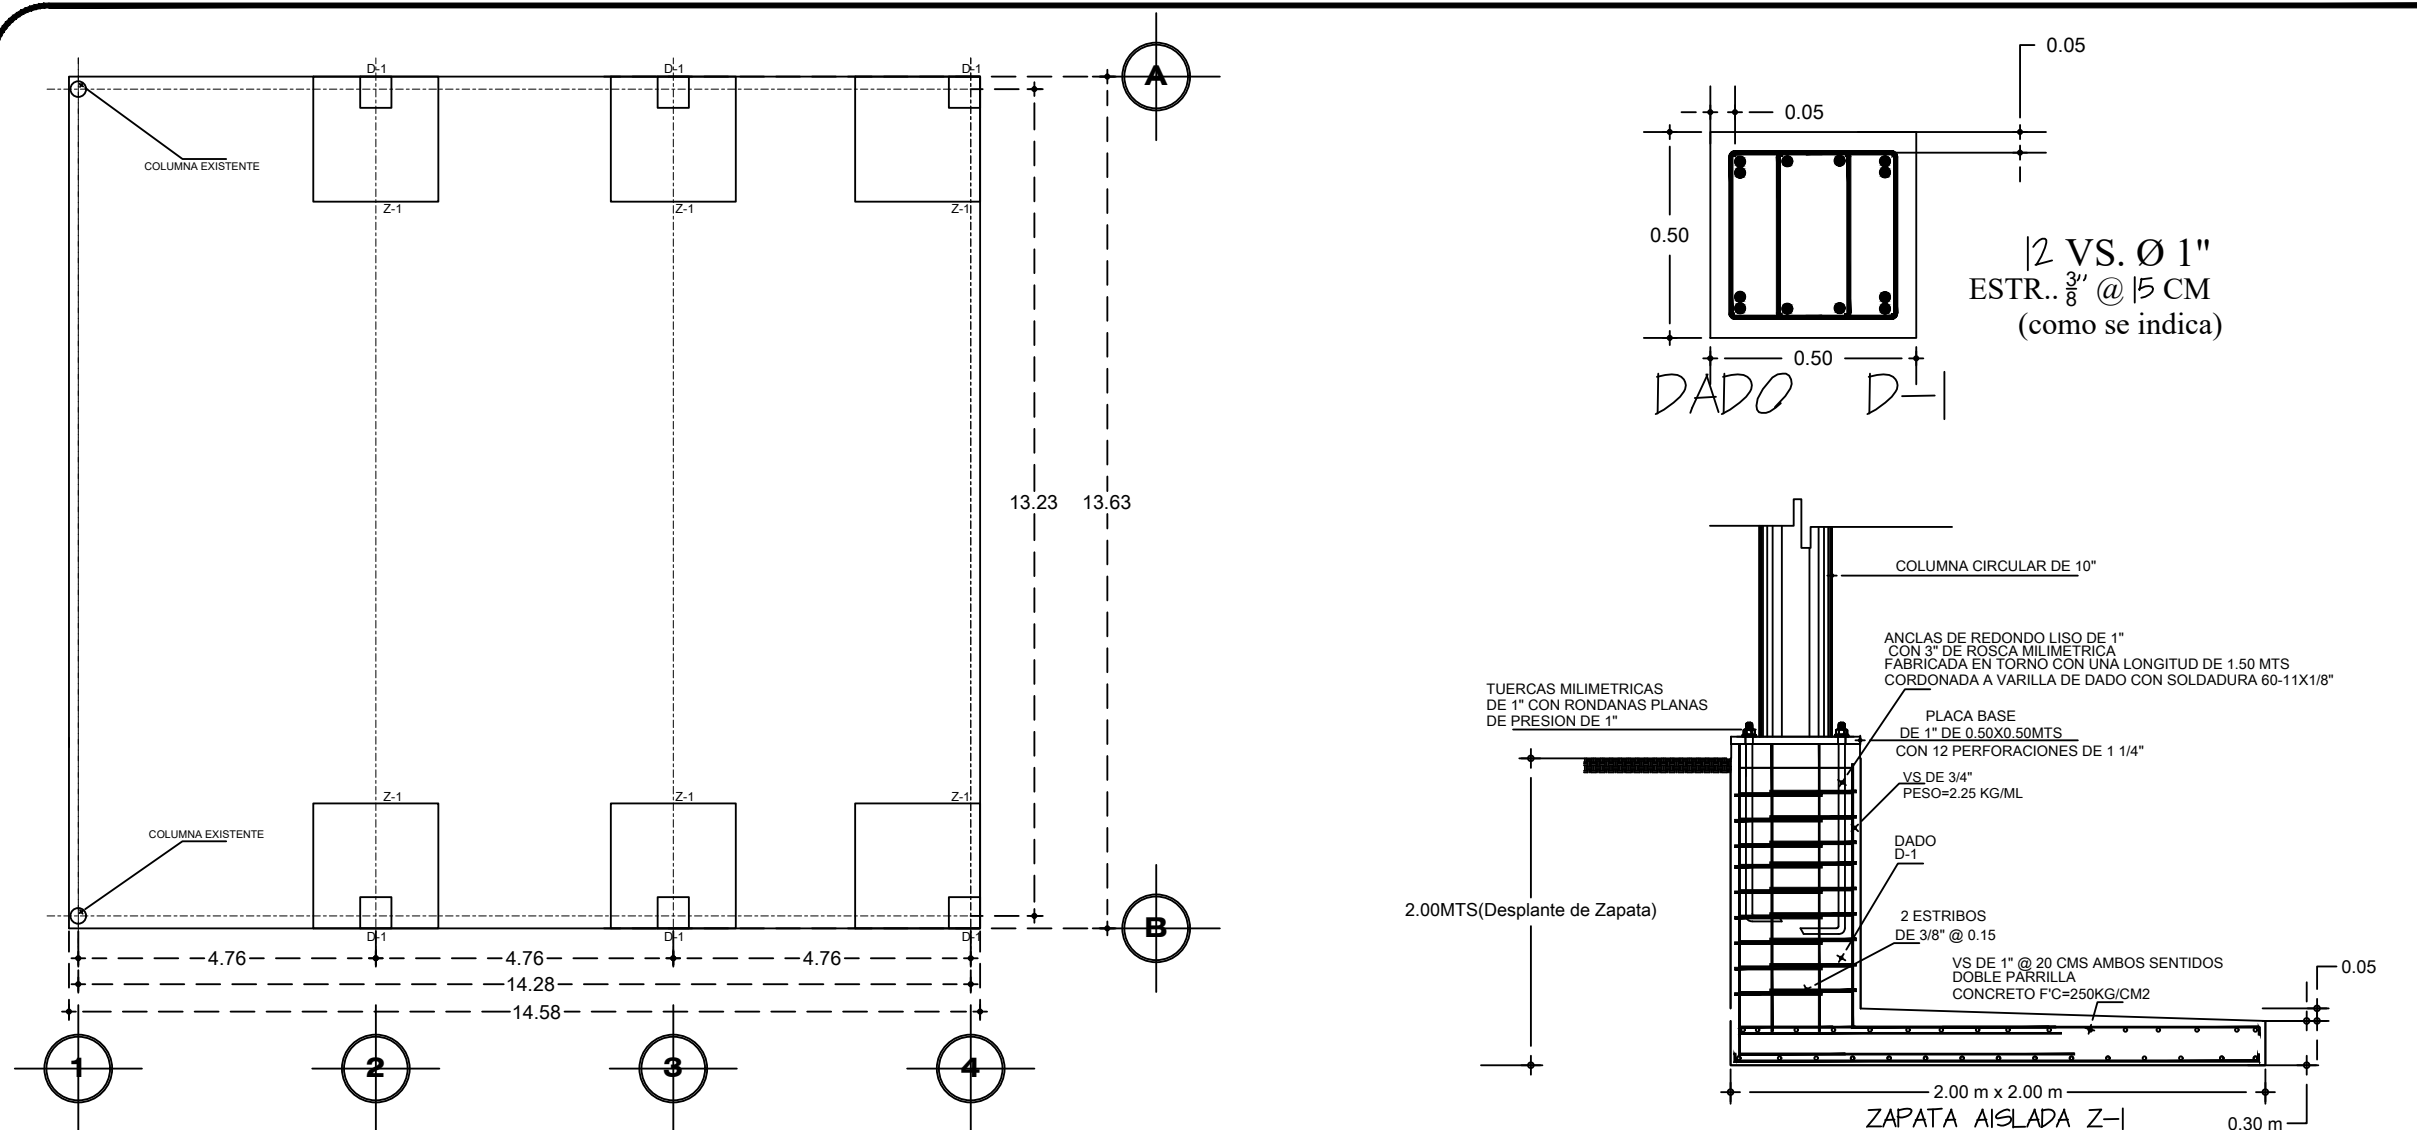 D-1
D-1
D-1
COLUMNA EXISTENTE
Z-1
Z-1
Z-1
A
13.23
13.63
Z-1
Z-1
Z-1
COLUMNA EXISTENTE
D-1
D-1
D-1
B
4.76
4.76
4.76
14.28
14.58
1
2
3
4
0.05
0.05
0.50
0.50
12 VS. Ø 1"
ESTR.. 3/8" @ 15 CM
(como se indica)
DADO D-1
COLUMNA CIRCULAR DE 10"
ANCLAS DE REDONDO LISO DE 1"
CON 3" DE ROSCA MILIMETRICA
FABRICADA EN TORNO CON UNA LONGITUD DE 1.50 MTS
CORDONADA A VARILLA DE DADO CON SOLDADURA 60-11X1/8"
TUERCAS MILIMETRICAS
DE 1" CON RONDANAS PLANAS
DE PRESION DE 1"
PLACA BASE
DE 1" DE 0.50X0.50MTS
CON 12 PERFORACIONES DE 1 1/4"
VS DE 3/4"
PESO=2.25 KG/ML
DADO
D-1
2.00MTS(Desplante de Zapata)
2 ESTRIBOS
DE 3/8" @ 0.15
VS DE 1" @ 20 CMS AMBOS SENTIDOS
DOBLE PARRILLA
CONCRETO F'C=250KG/CM2
0.05
2.00 m x 2.00 m
ZAPATA AISLADA Z-1
0.30 m